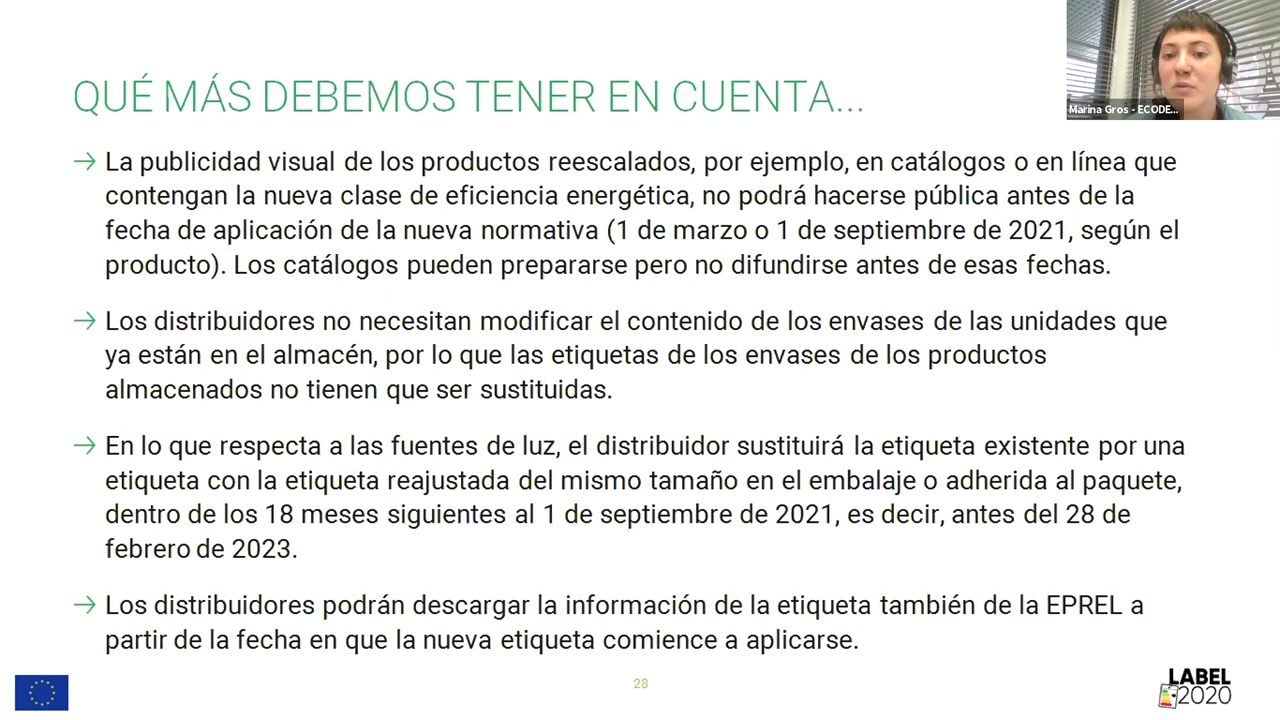 Marina Gros - ECODE...
QUÉ MÁS DEBEMOS TENER EN CUENTA...
→ La publicidad visual de los productos reescalados, por ejemplo, en catálogos o en línea que
contengan la nueva clase de eficiencia energética, no podrá hacerse pública antes de la
fecha de aplicación de la nueva normativa (1 de marzo o 1 de septiembre de 2021, según el
producto). Los catálogos pueden prepararse pero no difundirse antes de esas fechas.
→ Los distribuidores no necesitan modificar el contenido de los envases de las unidades que
ya están en el almacén, por lo que las etiquetas de los envases de los productos
almacenados no tienen que ser sustituidas.
→ En lo que respecta a las fuentes de luz, el distribuidor sustituirá la etiqueta existente por una
etiqueta con la etiqueta reajustada del mismo tamaño en el embalaje o adherida al paquete,
dentro de los 18 meses siguientes al 1 de septiembre de 2021, es decir, antes del 28 de
febrero de 2023.
→ Los distribuidores podrán descargar la información de la etiqueta también de la EPREL a
partir de la fecha en que la nueva etiqueta comience a aplicarse.
28
LABEL
2020